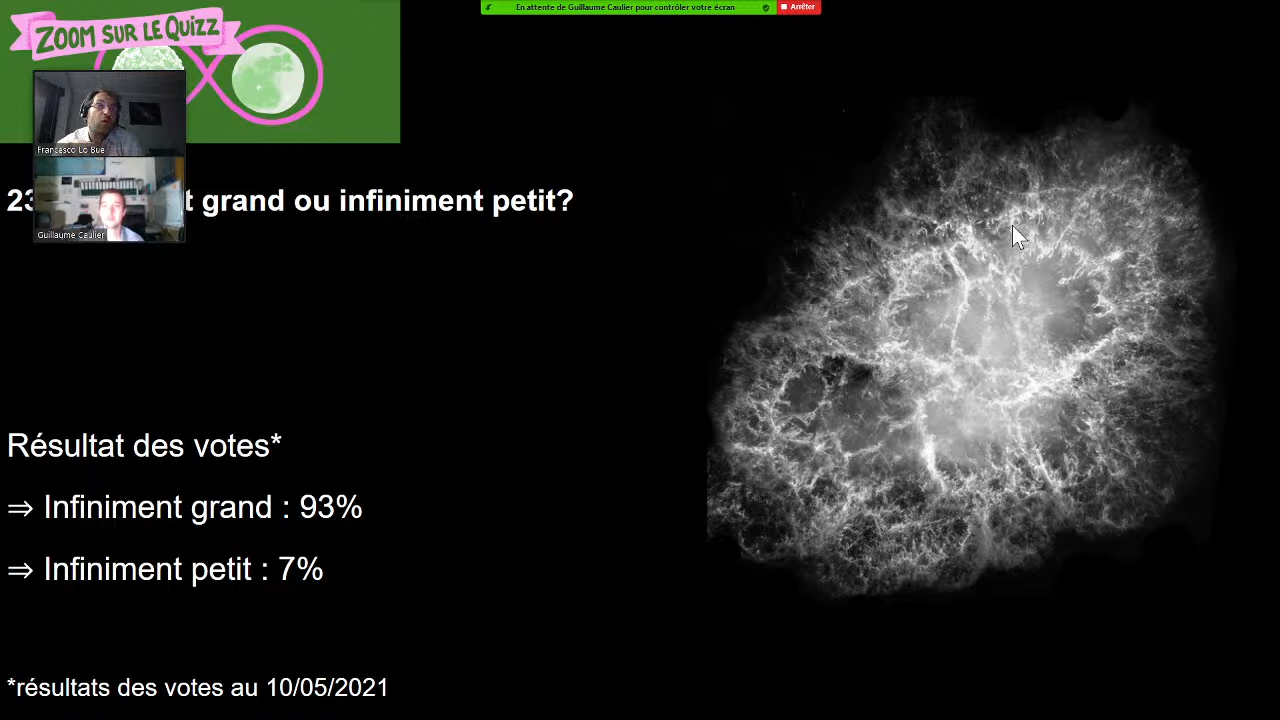 En attente de Guillaume Caulier pour contrôler votre écran
Arrêter
ZOOM SUR LE QUIZZ
Francesco Lo Bue
Guillaume Caulier
23 t grand ou infiniment petit?
Résultat des votes*
⇒ Infiniment grand : 93%
⇒ Infiniment petit : 7%
*résultats des votes au 10/05/2021